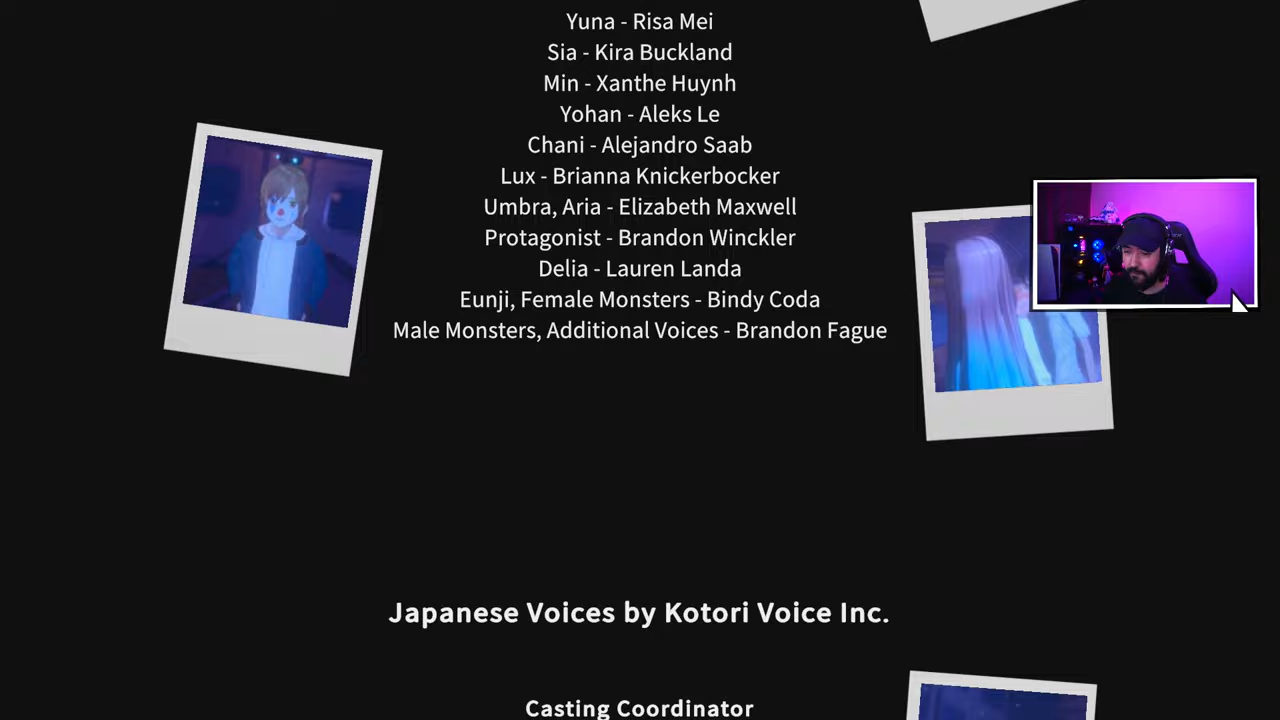 Yuna - Risa Mei
Sia - Kira Buckland
Min - Xanthe Huynh
Yohan - Aleks Le
Chani - Alejandro Saab
Lux - Brianna Knickerbocker
Umbra, Aria - Elizabeth Maxwell
Protagonist - Brandon Winckler
Delia - Lauren Landa
Eunji, Female Monsters - Bindy Coda
Male Monsters, Additional Voices - Brandon Fague
Japanese Voices by Kotori Voice Inc.
Casting Coordinator